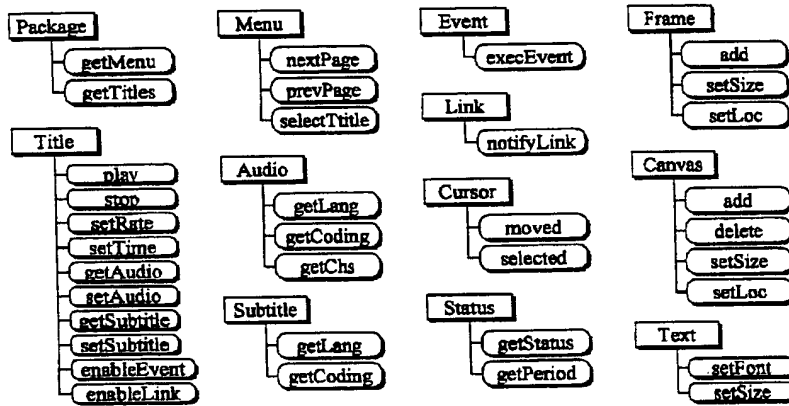 Package
getMenu
getTitles
Title
play
stop
setRate
setTime
getAudio
setAudio
getSubtitle
setSubtitle
enableEvent
enableLink
Menu
nextPage
prevPage
selectTtitle
Audio
getLang
getCoding
getChs
Subtitle
getLang
getCoding
Event
execEvent
Link
notifyLink
Cursor
moved
selected
Status
getStatus
getPeriod
Frame
add
setSize
setLoc
Canvas
add
delete
setSize
setLoc
Text
setFont
setSize